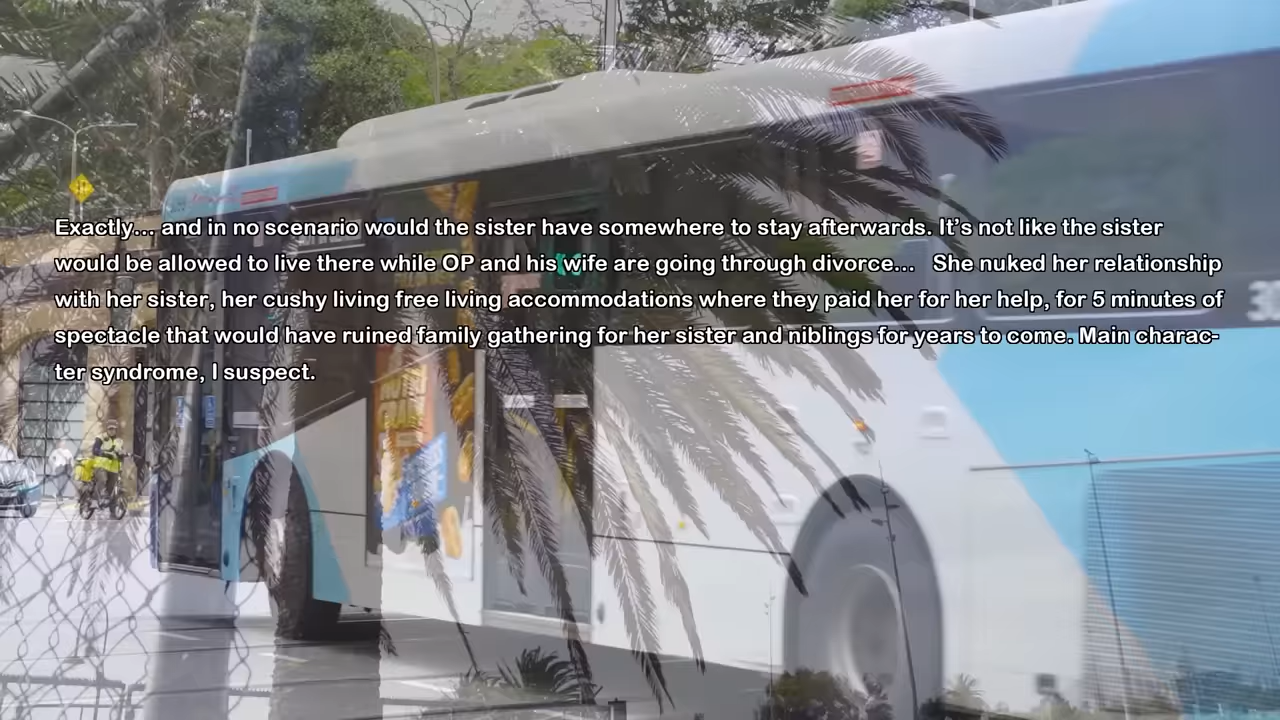 Exactly... and in no scenario would the sister have somewhere to stay afterwards. It’s not like the sister
would be allowed to live there while OP and his wife are going through divorce...   She nuked her relationship
with her sister, her cushy living free living accommodations where they paid her for her help, for 5 minutes of
spectacle that would have ruined family gathering for her sister and niblings for years to come. Main charac-
ter syndrome, I suspect.